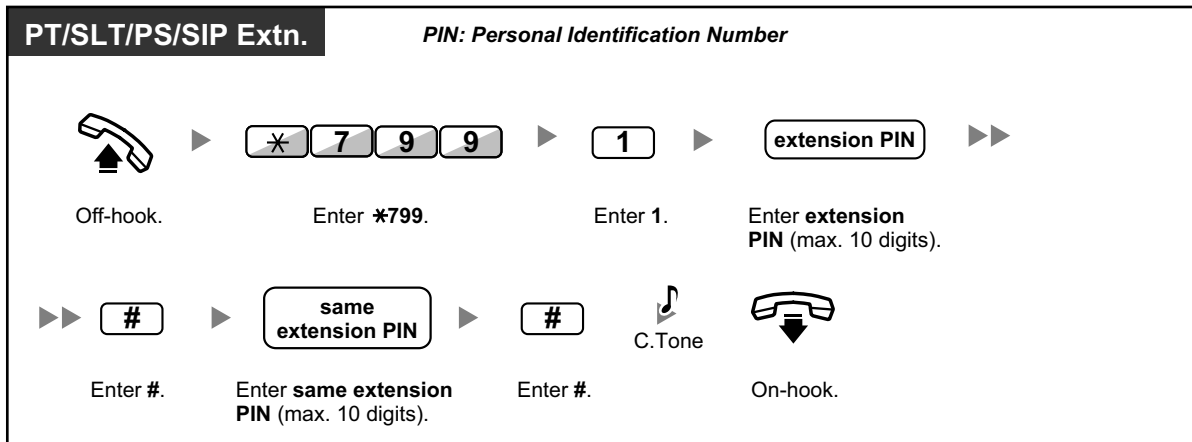 PT/SLT/PS/SIP Extn.
PIN: Personal Identification Number
* 7 9 9
1
extension PIN
Off-hook.
Enter *799.
Enter 1.
Enter extension
PIN (max. 10 digits).
#
same
extension PIN
#
C.Tone
Enter #.
Enter same extension
PIN (max. 10 digits).
Enter #.
On-hook.